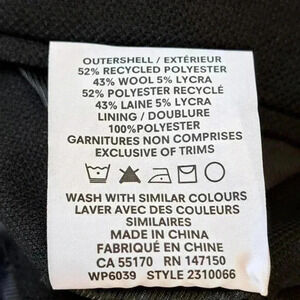 OUTERSHELL / EXTÉRIEUR
52% RECYCLED POLYESTER
43% WOOL 5% LYCRA
52% POLYESTER RECYCLÉ
43% LAINE 5% LYCRA
LINING / DOUBLURE
100%POLYESTER
GARNITURES NON COMPRISES
EXCLUSIVE OF TRIMS
WASH WITH SIMILAR COLOURS
LAVER AVEC DES COULEURS
SIMILAIRES
MADE IN CHINA
FABRIQUÉ EN CHINE
CA 55170 RN 147150
WP6039 STYLE 2310066